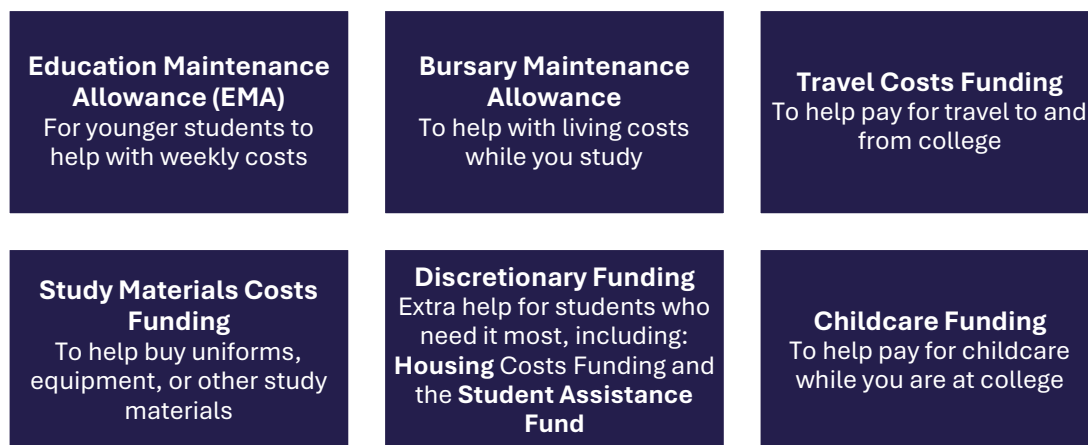 Education Maintenance
Allowance (EMA)
For younger students to
help with weekly costs
Bursary Maintenance
Allowance
To help with living costs
while you study
Travel Costs Funding
To help pay for travel to and
from college
Study Materials Costs
Funding
To help buy uniforms,
equipment, or other study
materials
Discretionary Funding
Extra help for students who
need it most, including:
Housing Costs Funding and
the Student Assistance
Fund
Childcare Funding
To help pay for childcare
while you are at college